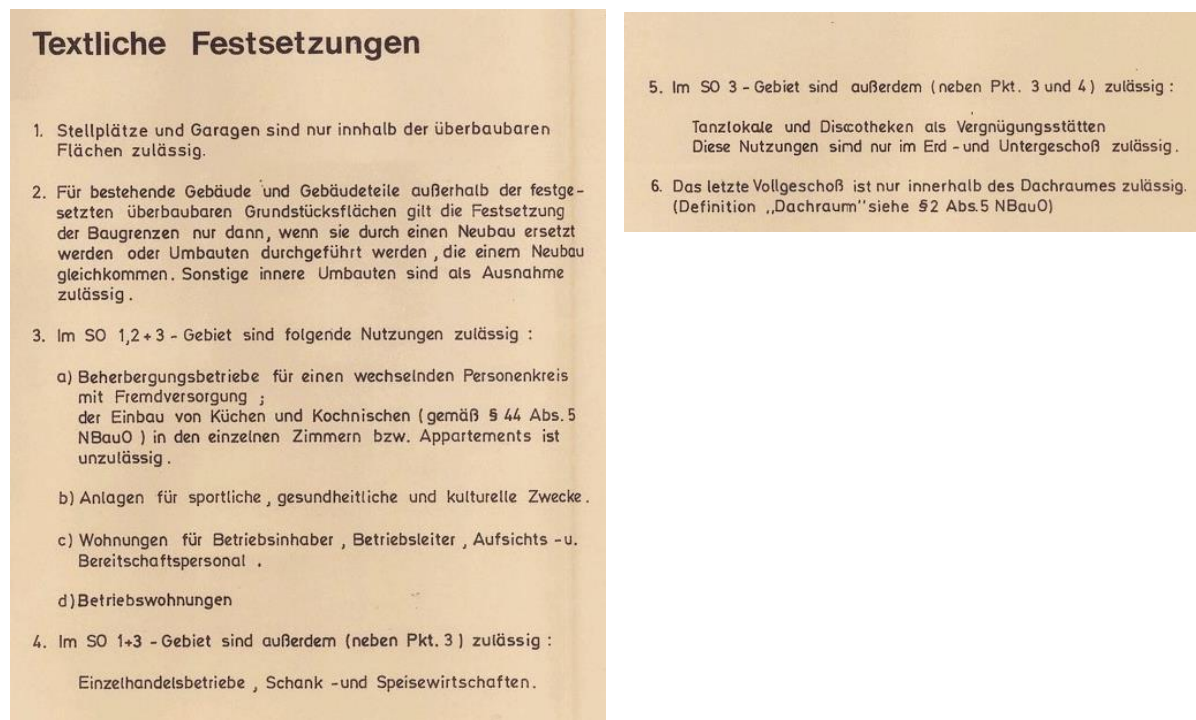 Textliche Festsetzungen
1. Stellplätze und Garagen sind nur innhalb der überbaubaren
Flächen zulässig.
2. Für bestehende Gebäude und Gebäudeteile außerhalb der festge-
setzten überbaubaren Grundstücksflächen gilt die Festsetzung
der Baugrenzen nur dann, wenn sie durch einen Neubau ersetzt
werden oder Umbauten durchgeführt werden, die einem Neubau
gleichkommen. Sonstige innere Umbauten sind als Ausnahme
zulässig.
3. Im SO 1,2+3 - Gebiet sind folgende Nutzungen zulässig :
a) Beherbergungsbetriebe für einen wechselnden Personenkreis
mit Fremdversorgung ;
der Einbau von Küchen und Kochnischen (gemäß § 44 Abs. 5
NBauO ) in den einzelnen Zimmern bzw. Appartements ist
unzulässig.
b) Anlagen für sportliche, gesundheitliche und kulturelle Zwecke.
c) Wohnungen für Betriebsinhaber, Betriebsleiter, Aufsichts -u.
Bereitschaftspersonal.
d) Betriebswohnungen
4. Im SO 1+3 - Gebiet sind außerdem (neben Pkt. 3 ) zulässig :
Einzelhandelsbetriebe, Schank -und Speisewirtschaften.
5. Im SO 3 - Gebiet sind außerdem (neben Pkt. 3 und 4) zulässig :
Tanzlokale und Discotheken als Vergnügungsstätten
Diese Nutzungen sind nur im Erd -und Untergeschoß zulässig.
6. Das letzte Vollgeschoß ist nur innerhalb des Dachraumes zulässig.
(Definition „Dachraum" siehe §2 Abs.5 NBauO)